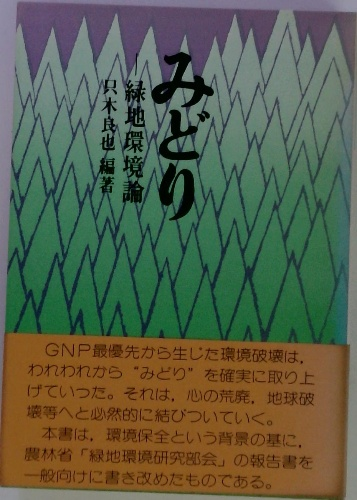 みどり
―緑地環境論
只木良也 編著
GNP最優先から生じた環境破壊は,
われわれから“みどり”を確実に取り上
げていった。それは,心の荒廃,地球破
壊等へと必然的に結びついていく。
本書は,環境保全という背景の基に,
農林省「緑地環境研究部会」の報告書を
一般向けに書き改めたものである。